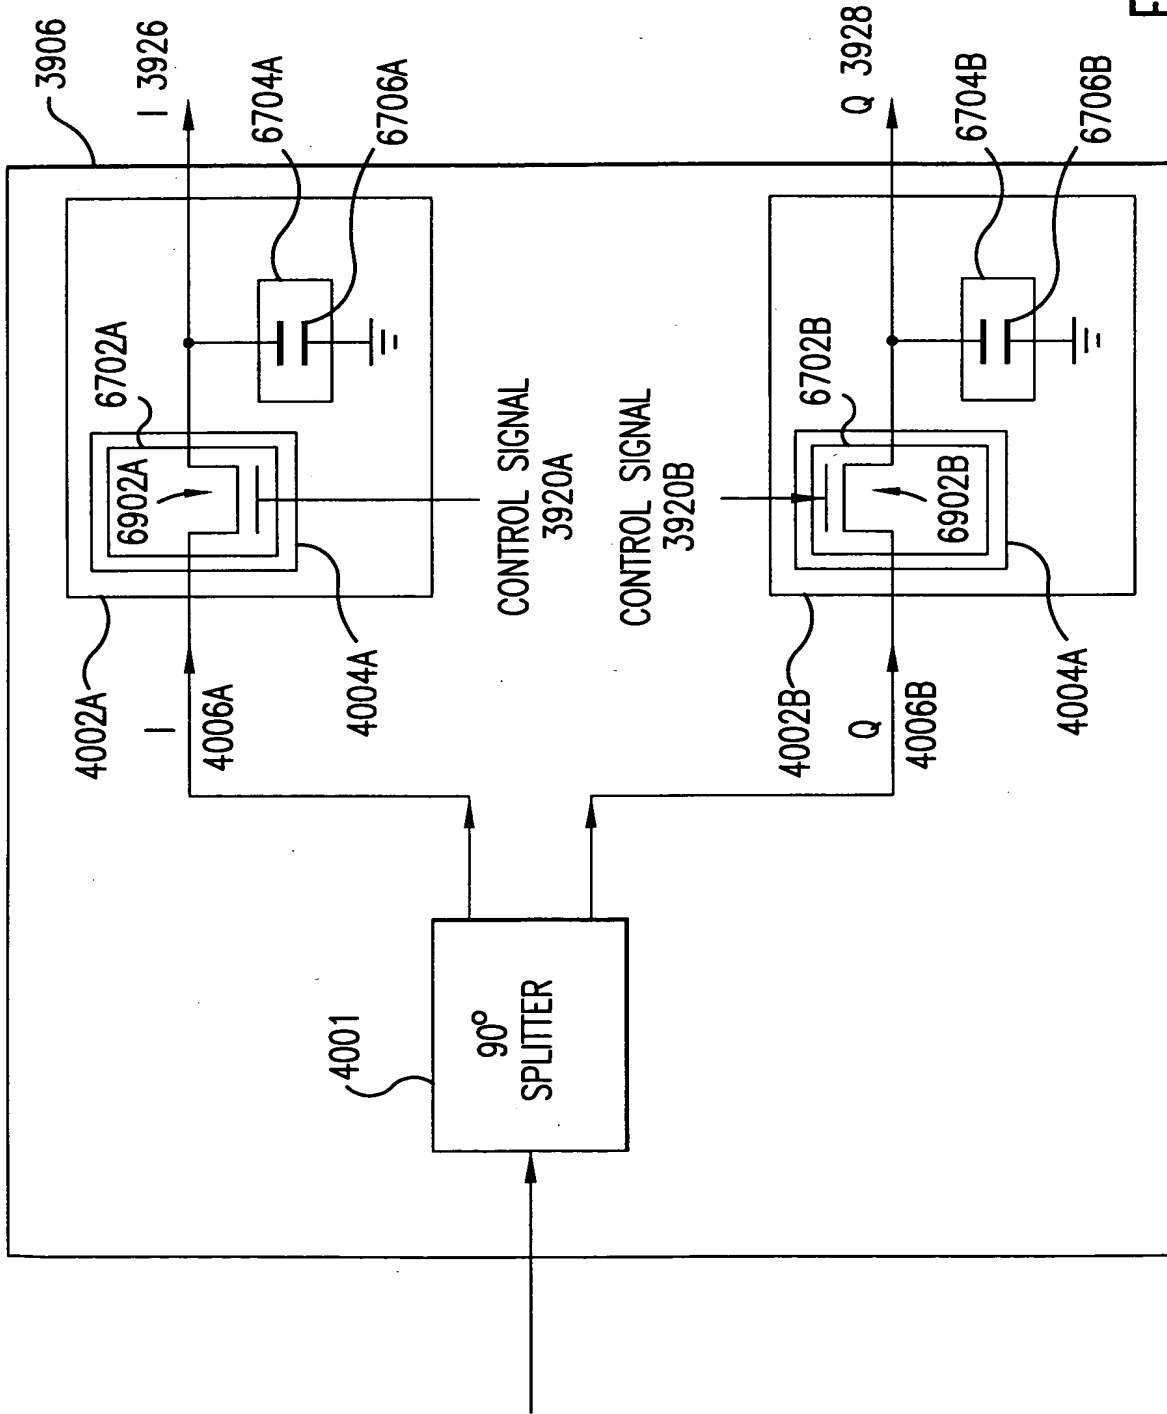 3906
I 3926
6704A
6706A
6702A
6902A
4002A
I
4006A
4004A
CONTROL SIGNAL
3920A
CONTROL SIGNAL
3920B
4001
90°
SPLITTER
Q 3928
6704B
6706B
6702B
6902B
4002B
Q
4006B
4004A